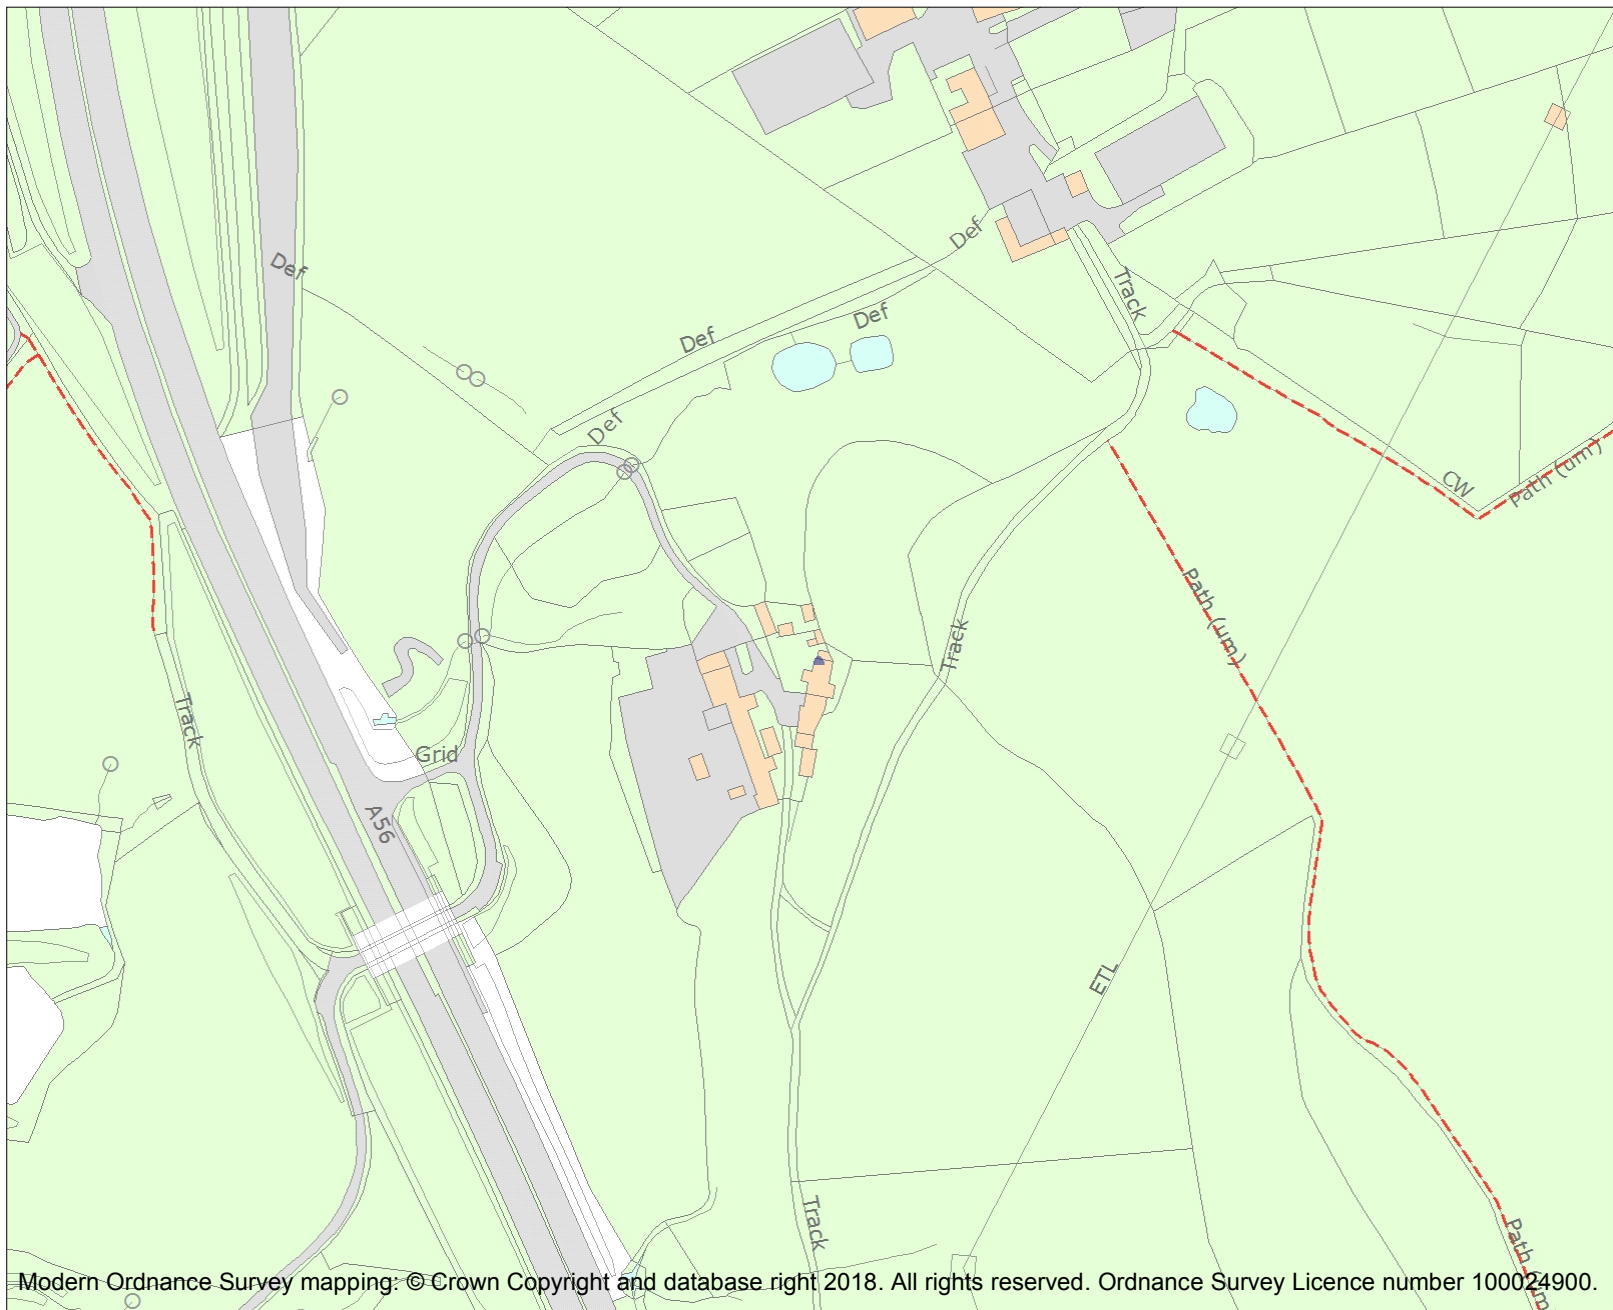 Def
Def
Track
Def
Def
Def
CW
Path (um)
Path (um)
Track
Track
Grid
A56
ETL
Track
Path (um
Modern Ordnance Survey mapping: © Crown Copyright and database right 2018. All rights reserved. Ordnance Survey Licence number 100024900.